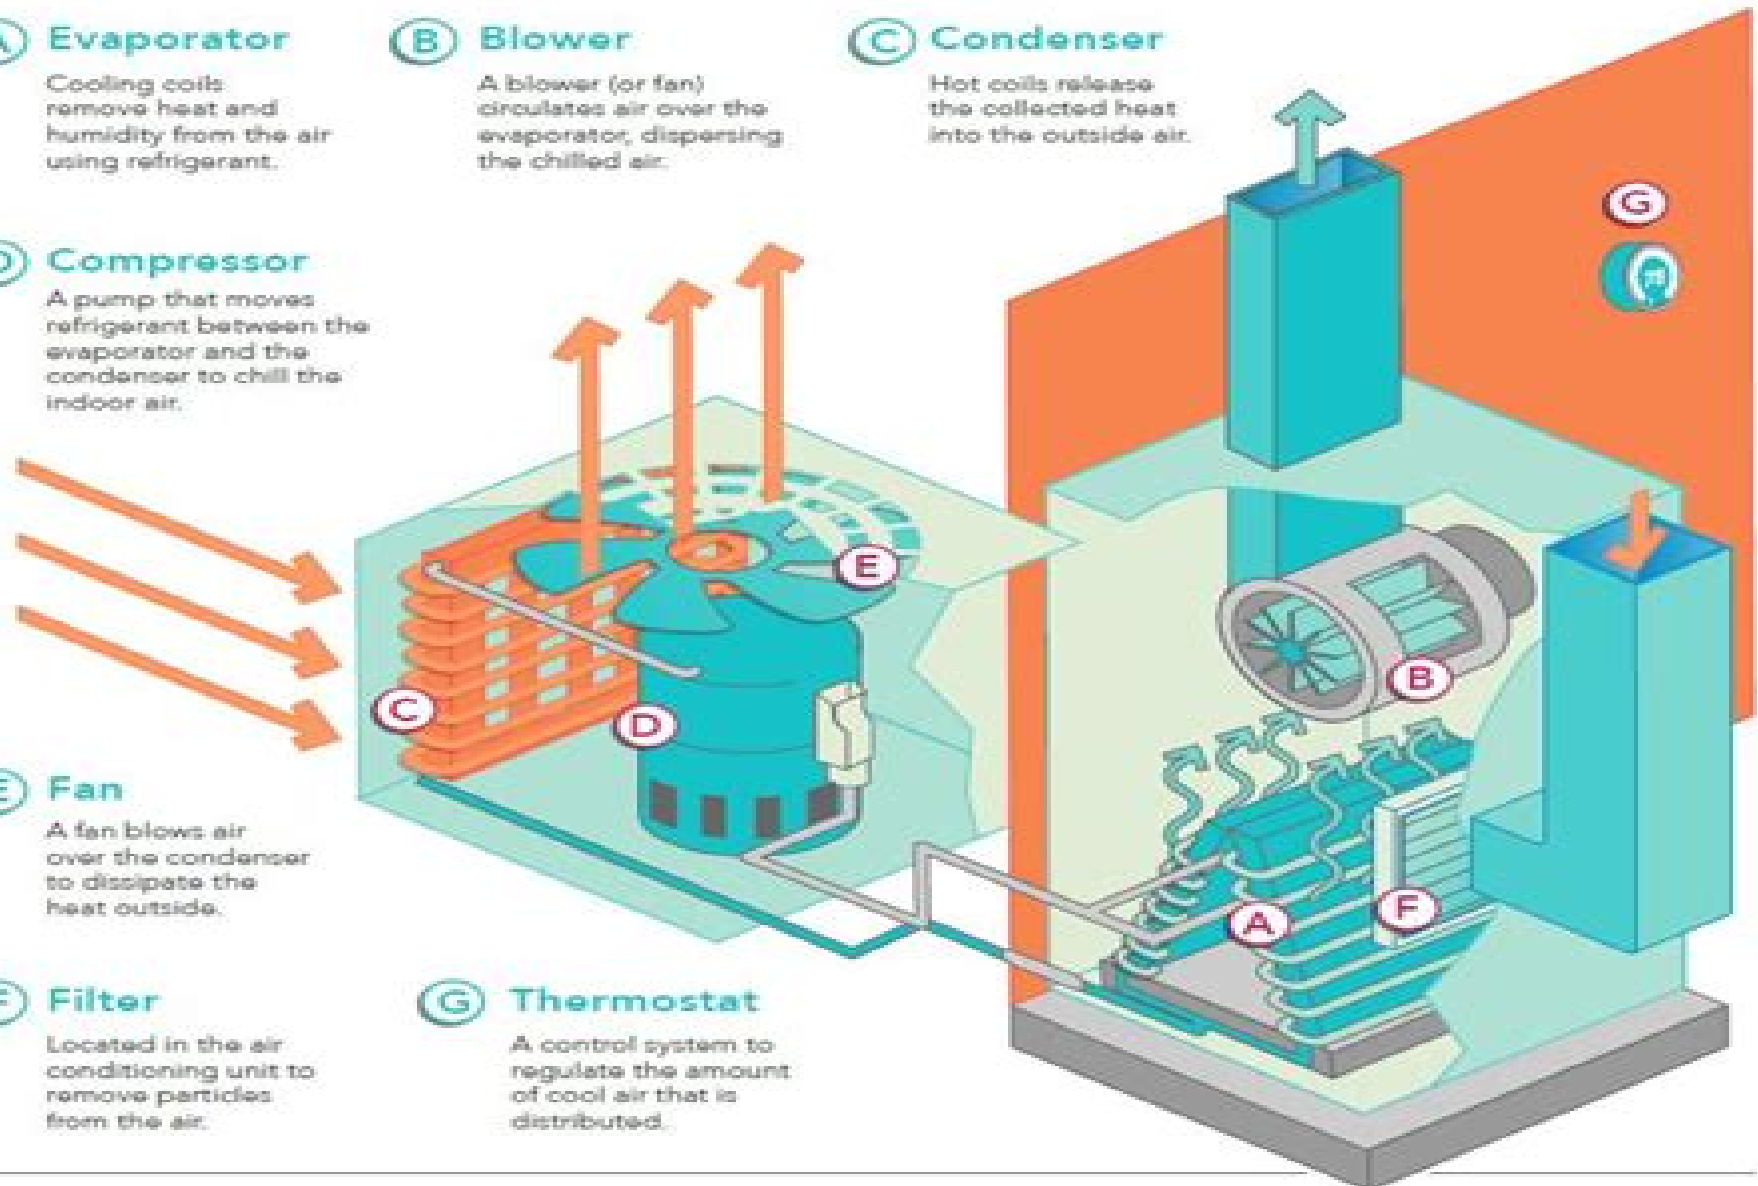 A Evaporator
Cooling coils
remove heat and
humidity from the air
using refrigerant.
B Blower
A blower (or fan)
circulates air over the
evaporator, dispersing
the chilled air.
C Condenser
Hot coils release
the collected heat
into the outside air.
D Compressor
A pump that moves
refrigerant between the
evaporator and the
condenser to chill the
indoor air.
E Fan
A fan blows air
over the condenser
to dissipate the
heat outside.
F Filter
Located in the air
conditioning unit to
remove particles
from the air.
G Thermostat
A control system to
regulate the amount
of cool air that is
distributed.
G
E
B
C
D
A
F